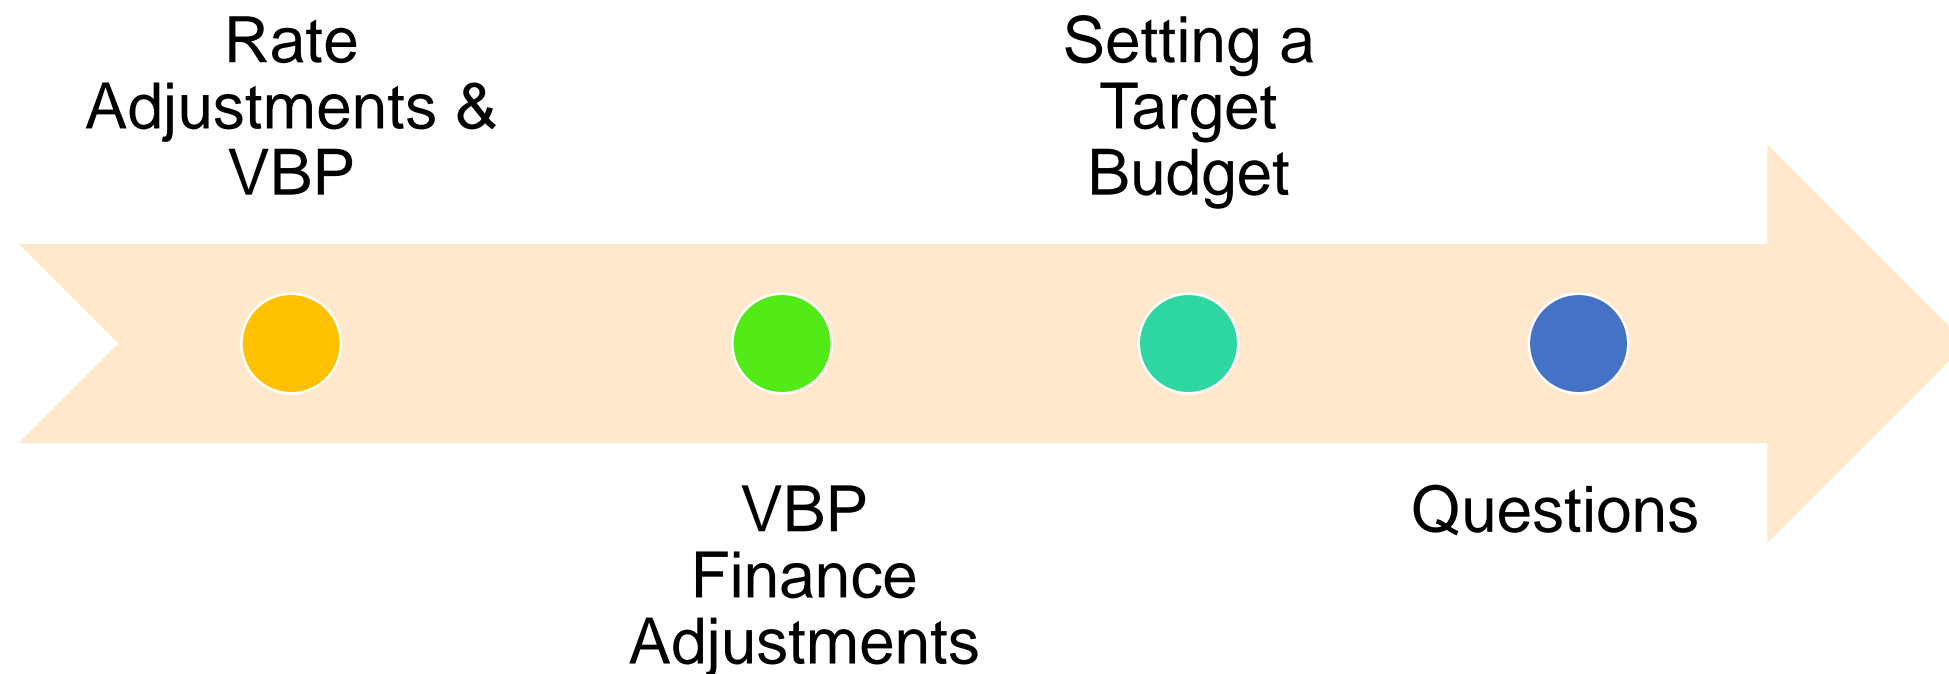 Rate
Adjustments &
VBP
VBP
Finance
Adjustments
Setting a
Target
Budget
Questions